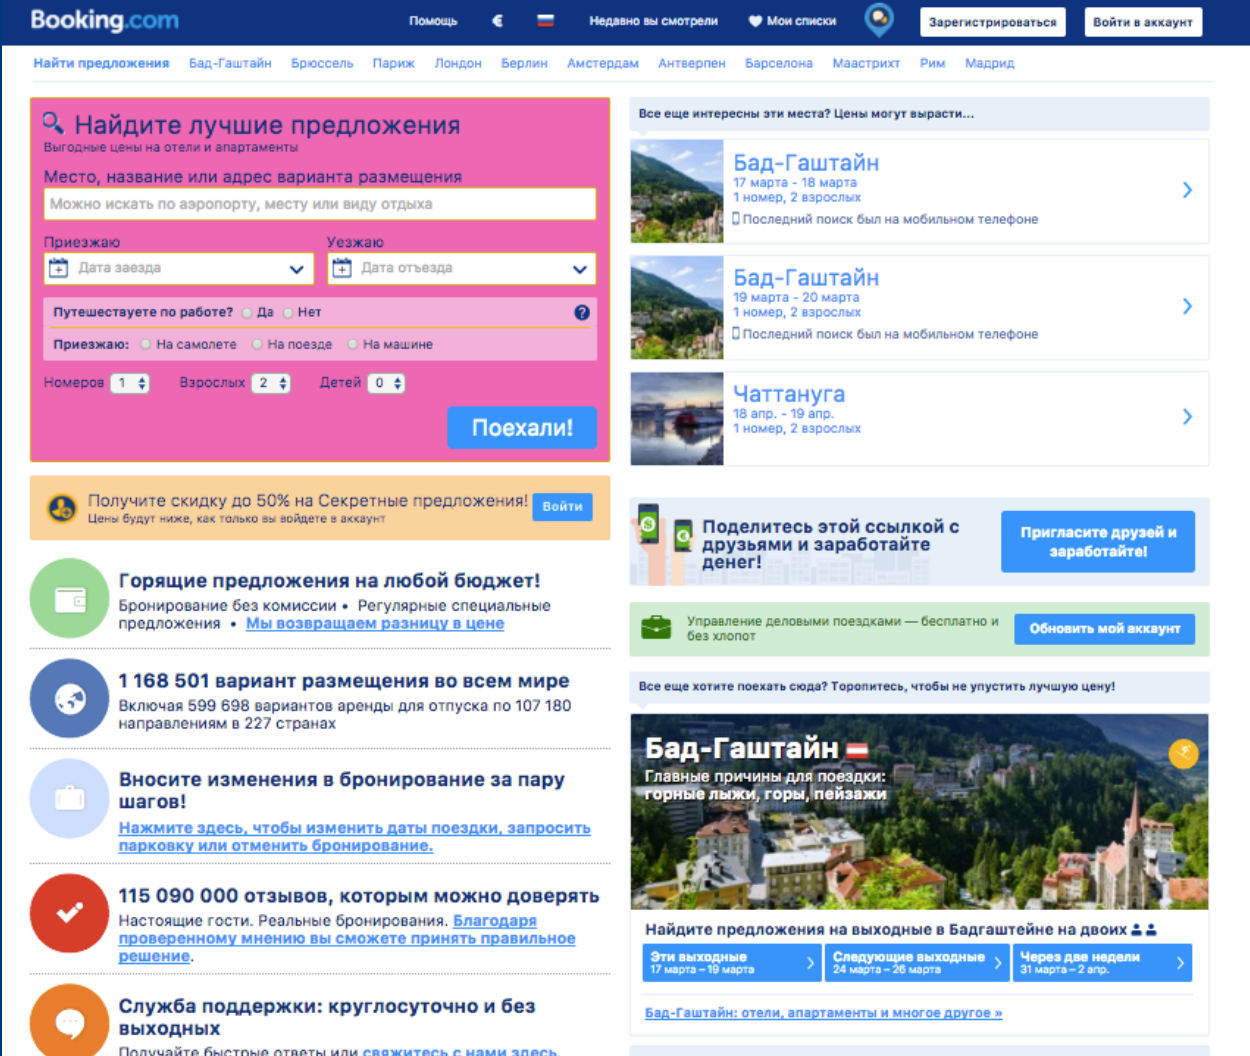 Booking.com
Помощь
€
Недавно вы смотрели
Мои списки
Зарегистрироваться
Войти в аккаунт
Найти предложения Бад-Гаштайн Брюссель Париж Лондон Берлин Амстердам Антверпен Барселона Маастрихт Рим Мадрид
Найдите лучшие предложения
Выгодные цены на отели и апартаменты
Место, название или адрес варианта размещения
Можно искать по аэропорту, месту или виду отдыха
Приезжаю Уезжаю
Дата заезда Дата отъезда
Путешествуете по работе? Да Нет ?
Приезжаю: На самолете На поезде На машине
Номеров 1 Взрослых 2 Детей 0
Поехали!
Получите скидку до 50% на Секретные предложения!
Цены будут ниже, как только вы войдете в аккаунт
Войти
Горящие предложения на любой бюджет!
Бронирование без комиссии • Регулярные специальные
предложения • Мы возвращаем разницу в цене
1 168 501 вариант размещения во всем мире
Включая 599 698 вариантов аренды для отпуска по 107 180
направлениям в 227 странах
Вносите изменения в бронирование за пару
шагов!
Нажмите здесь, чтобы изменить даты поездки, запросить
парковку или отменить бронирование.
115 090 000 отзывов, которым можно доверять
Настоящие гости. Реальные бронирования. Благодаря
проверенному мнению вы сможете принять правильное
решение.
Служба поддержки: круглосуточно и без
выходных
Получайте быстрые ответы или свяжитесь с нами здесь
Все еще интересны эти места? Цены могут вырасти...
Бад-Гаштайн
17 марта - 18 марта
1 номер, 2 взрослых
Последний поиск был на мобильном телефоне
Бад-Гаштайн
19 марта - 20 марта
1 номер, 2 взрослых
Последний поиск был на мобильном телефоне
Чаттануга
18 апр. - 19 апр.
1 номер, 2 взрослых
Поделитесь этой ссылкой с
друзьями и заработайте
денег!
Пригласите друзей и
заработайте!
Управление деловыми поездками — бесплатно и
без хлопот
Обновить мой аккаунт
Все еще хотите поехать сюда? Торопитесь, чтобы не упустить лучшую цену!
Бад-Гаштайн
Главные причины для поездки:
горные лыжи, горы, пейзажи
Найдите предложения на выходные в Бадгаштейне на двоих
Эти выходные
17 марта – 19 марта
Следующие выходные
24 марта – 26 марта
Через две недели
31 марта – 2 апр.
Бад-Гаштайн: отели, апартаменты и многое другое »